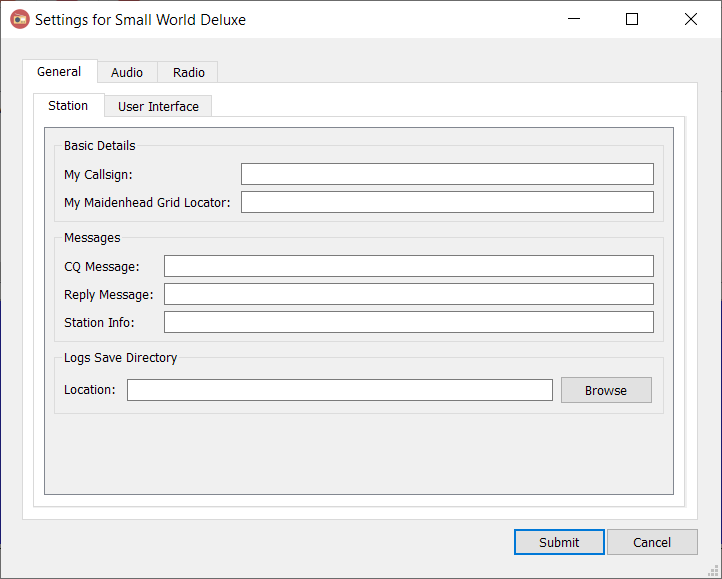 Settings for Small World Deluxe
General Audio Radio
Station User Interface
Basic Details
My Callsign:
My Maidenhead Grid Locator:
Messages
CQ Message:
Reply Message:
Station Info:
Logs Save Directory
Location: Browse
Submit Cancel